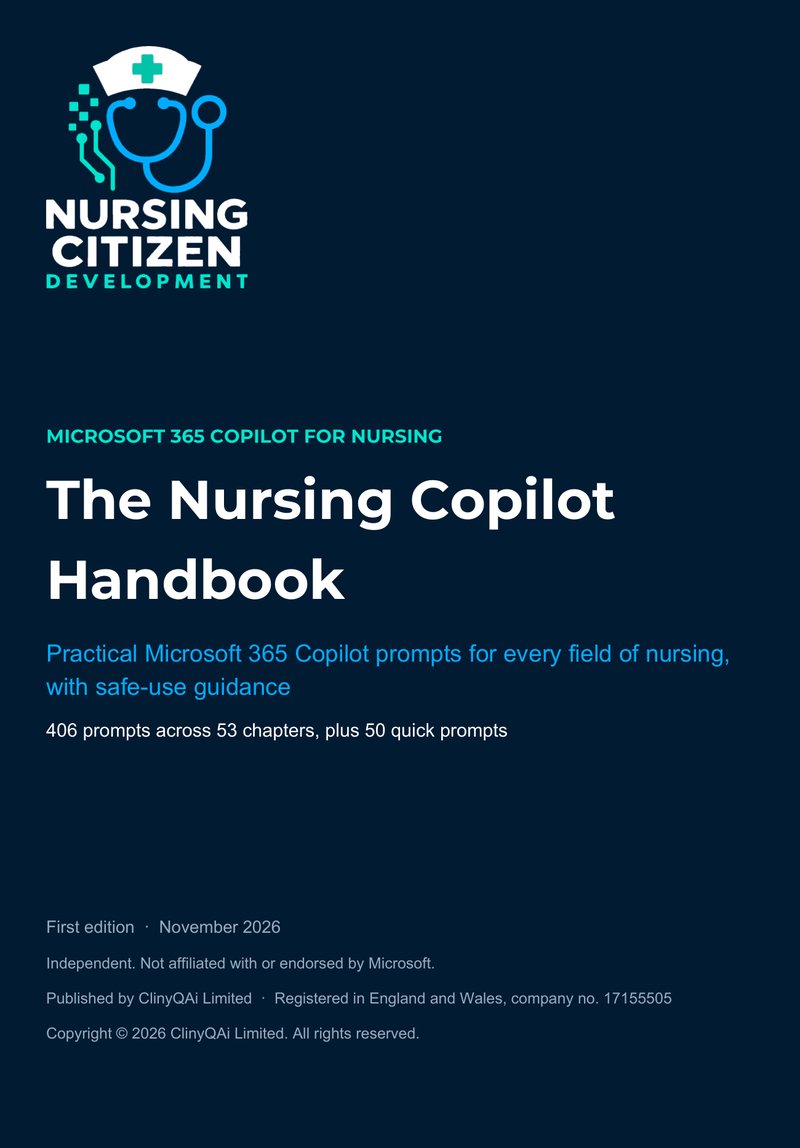 NURSING
CITIZEN
DEVELOPMENT
MICROSOFT 365 COPILOT FOR NURSING
The Nursing Copilot
Handbook
Practical Microsoft 365 Copilot prompts for every field of nursing,
with safe-use guidance
406 prompts across 53 chapters, plus 50 quick prompts
First edition · November 2026
Independent. Not affiliated with or endorsed by Microsoft.
Published by ClinyQAi Limited · Registered in England and Wales, company no. 17155505
Copyright © 2026 ClinyQAi Limited. All rights reserved.